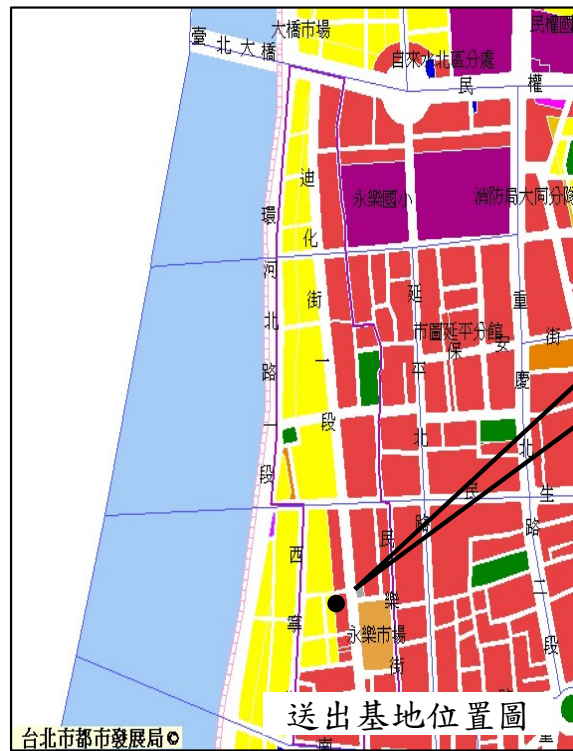 大橋市場
民權國
臺北大橋
自來水北區分處
民權
迪化街一段
永樂國小
消防局大同分隊
環河北路一段
延平北路
重慶北路二段
市圖延平分館
保安街
民生
西寧
民樂街
永樂市場
送出基地位置圖
南
台北市都市發展局©